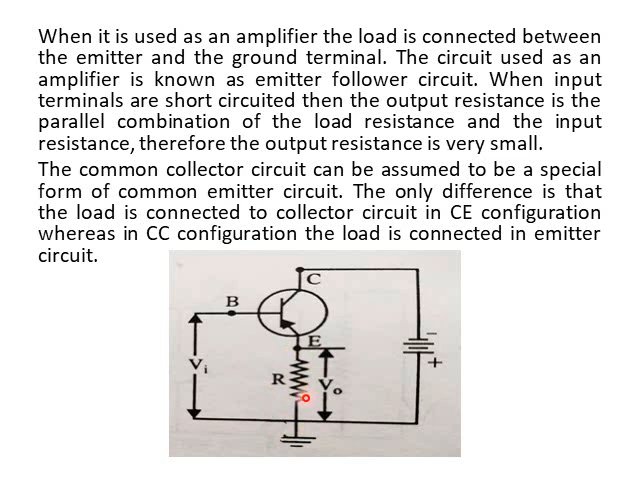 When it is used as an amplifier the load is connected between
the emitter and the ground terminal. The circuit used as an
amplifier is known as emitter follower circuit. When input
terminals are short circuited then the output resistance is the
parallel combination of the load resistance and the input
resistance, therefore the output resistance is very small.
The common collector circuit can be assumed to be a special
form of common emitter circuit. The only difference is that
the load is connected to collector circuit in CE configuration
whereas in CC configuration the load is connected in emitter
circuit.
C
B
E
Vi
R
Vo
−
+